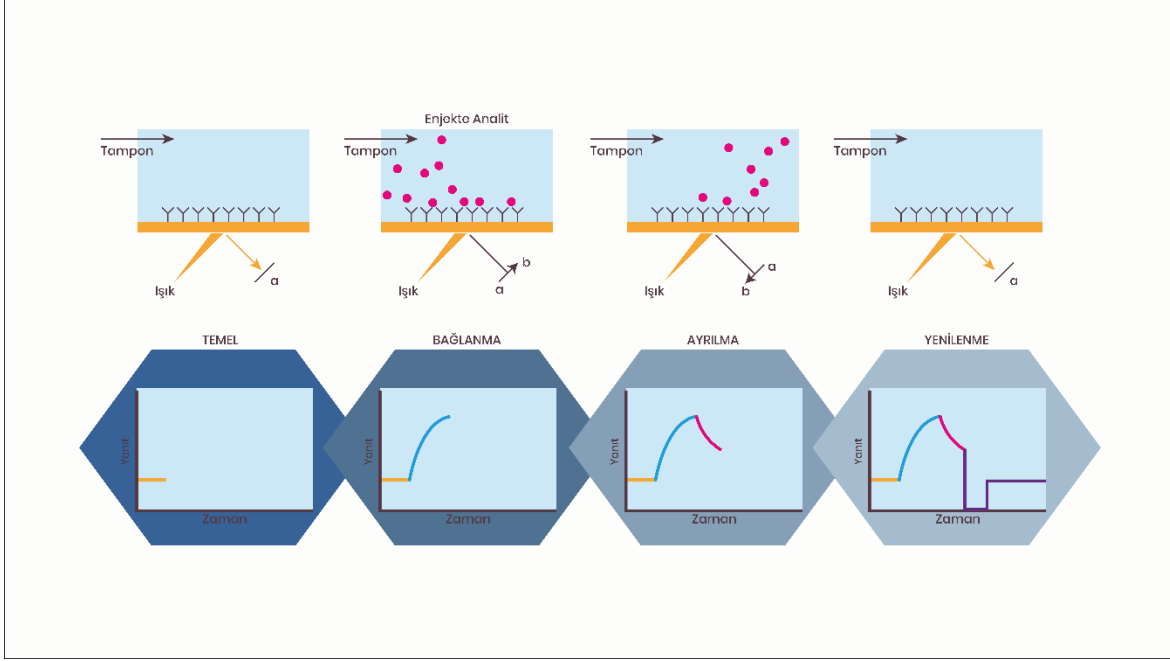 Enjekte Analit
Tampon
Tampon
Tampon
Tampon
a
b
a
a
b
a
Işık
Işık
Işık
Işık
TEMEL
BAĞLANMA
AYRILMA
YENİLENME
Yanıt
Yanıt
Yanıt
Yanıt
Zaman
Zaman
Zaman
Zaman